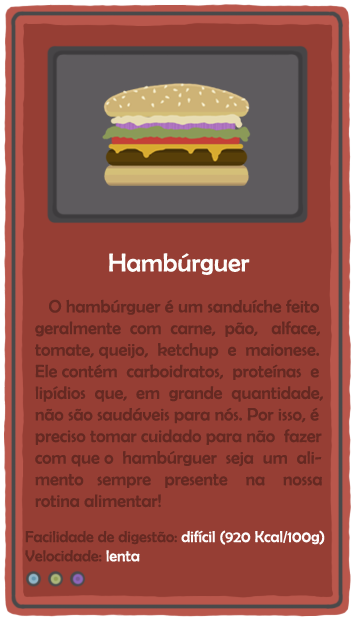 Hambúrguer
O hambúrguer é um sanduíche feito
geralmente com carne, pão, alface,
tomate, queijo, ketchup e maionese.
Ele contém carboidratos, proteínas e
lipídios que, em grande quantidade,
não são saudáveis para nós. Por isso, é
preciso tomar cuidado para não fazer
com que o hambúrguer seja um ali-
mento sempre presente na nossa
rotina alimentar!
Facilidade de digestão: difícil (920 Kcal/100g)
Velocidade: lenta